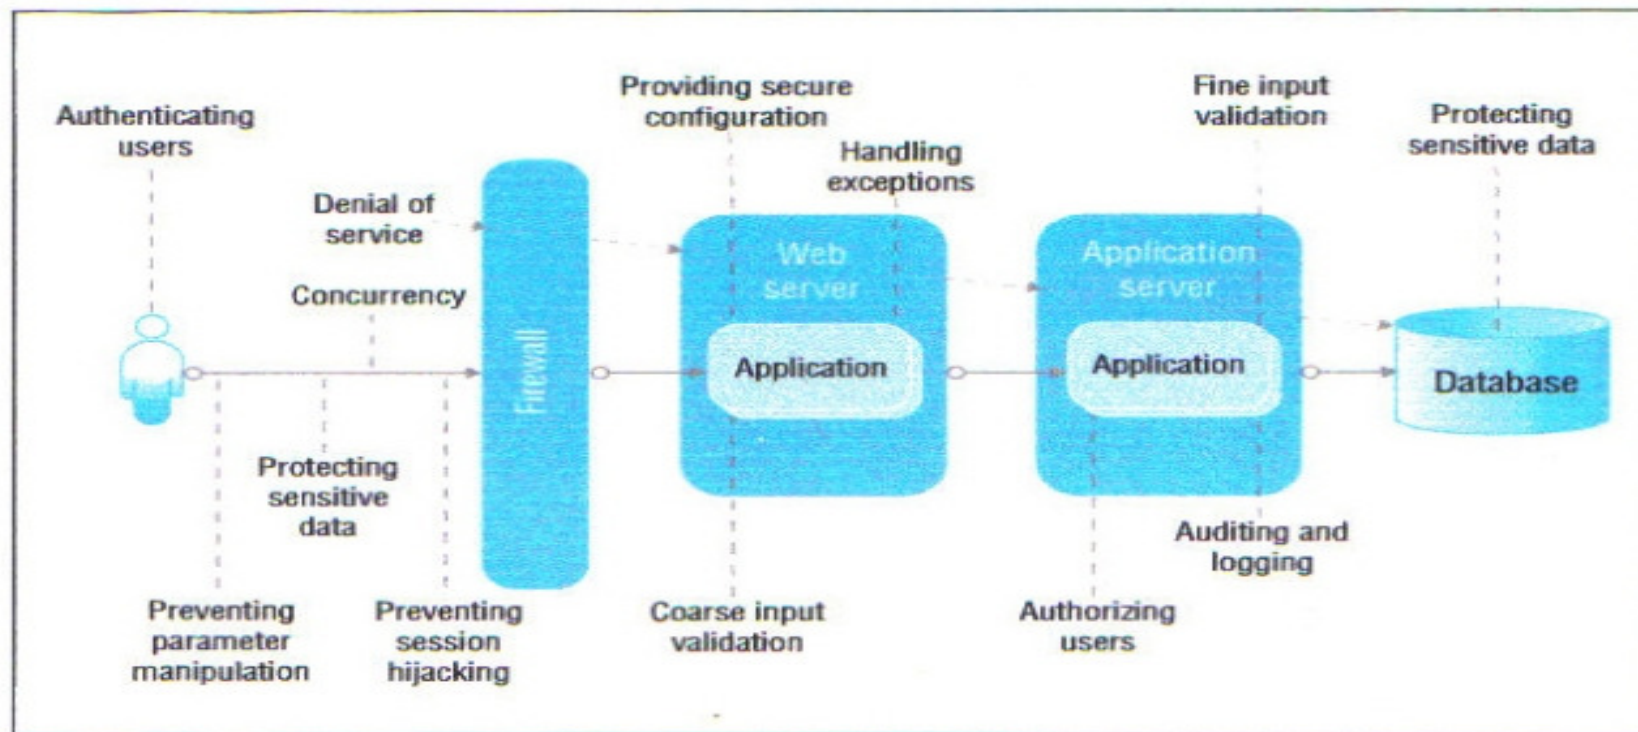 Authenticating
users
Denial of
service
Concurrency
Protecting
sensitive
data
Preventing
parameter
manipulation
Preventing
session
hijacking
Firewall
Providing secure
configuration
Handling
exceptions
Web
server
Application
Coarse input
validation
Fine input
validation
Application
server
Application
Authorizing
users
Auditing and
logging
Protecting
sensitive data
Database